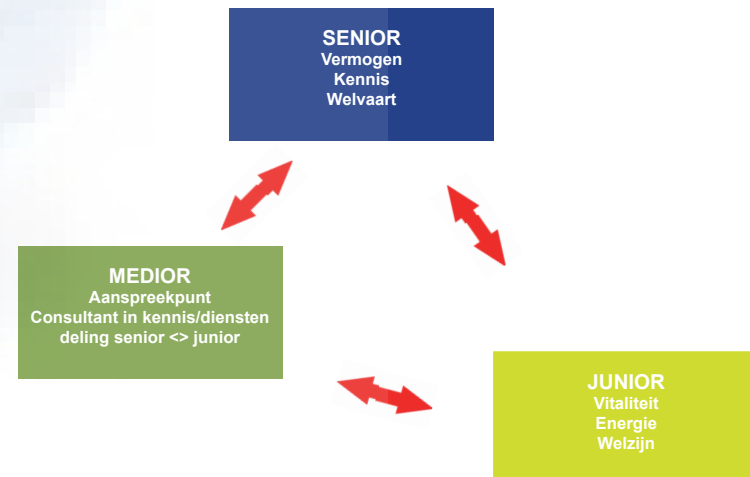 SENIOR
Vermogen
Kennis
Welvaart
MEDIOR
Aanspreekpunt
Consultant in kennis/diensten
deling senior <> junior
JUNIOR
Vitaliteit
Energie
Welzijn